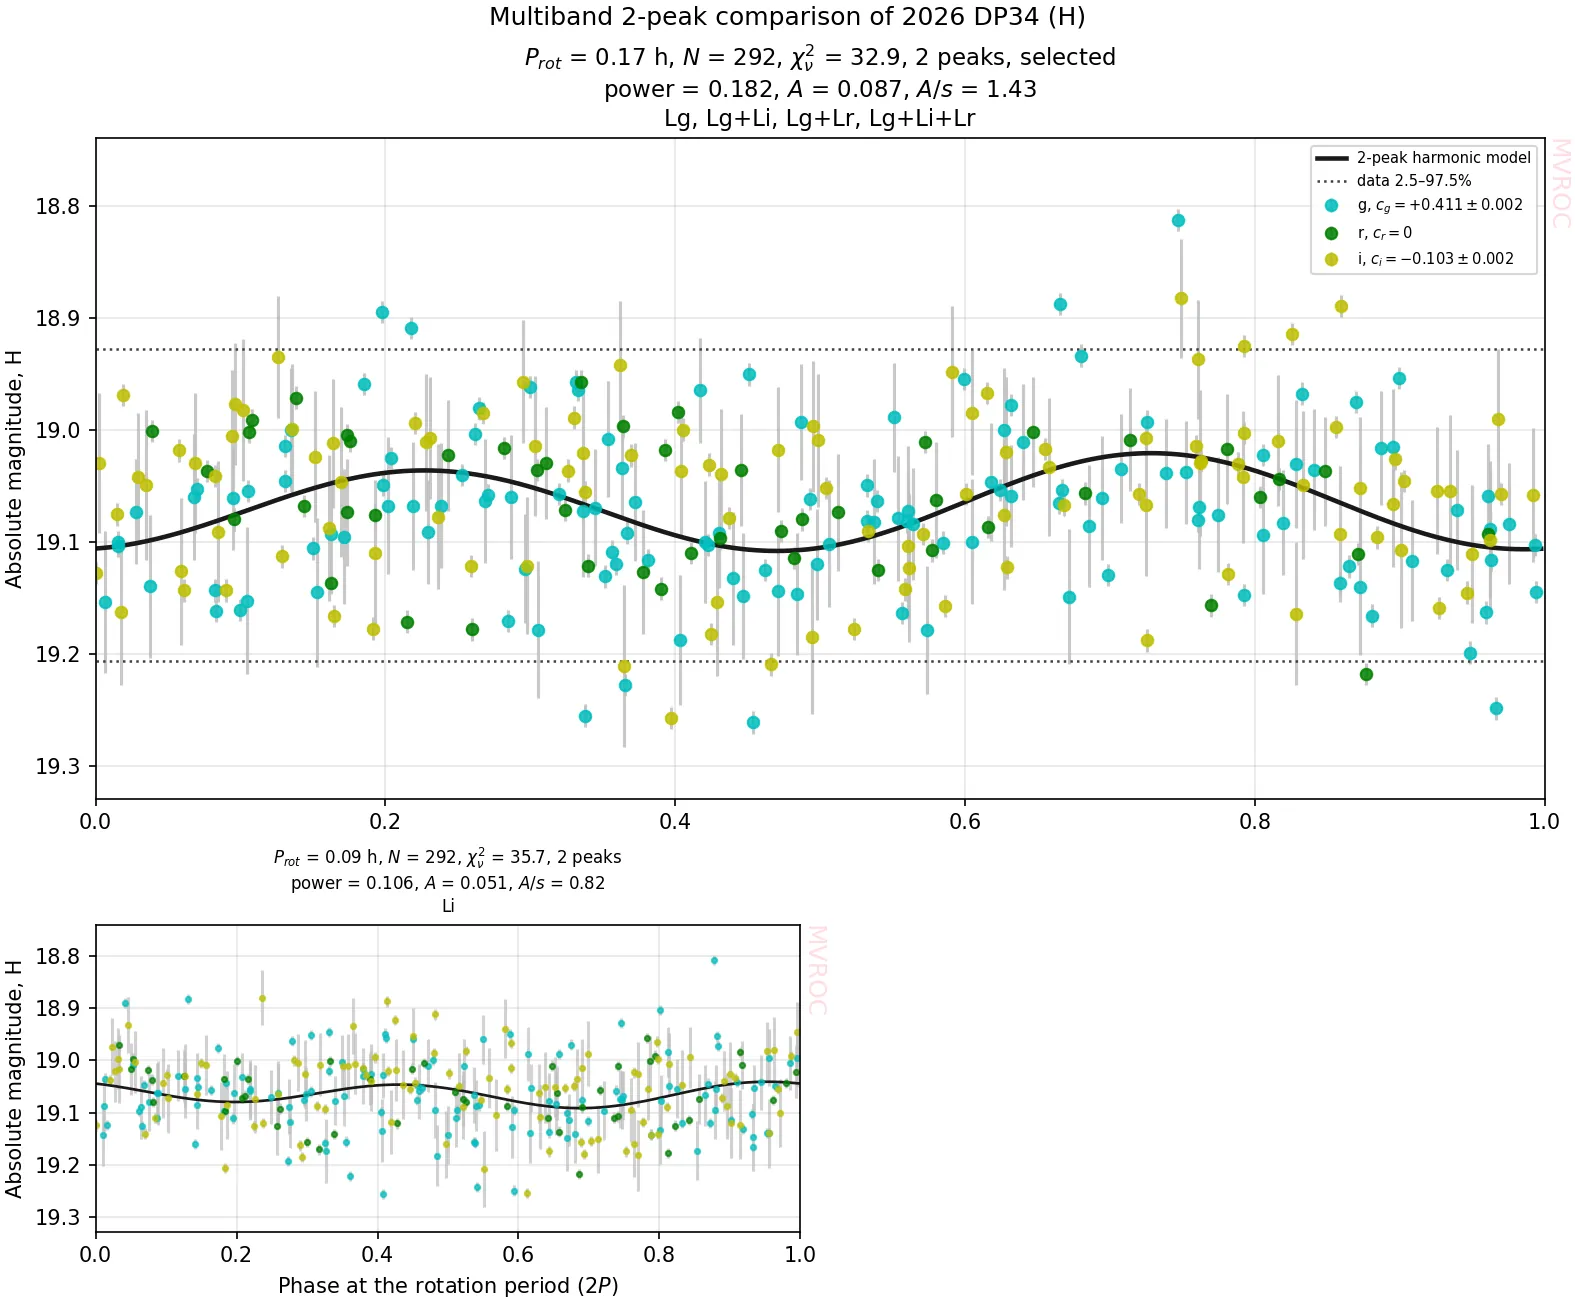 Multiband 2-peak comparison of 2026 DP34 (H)
P_rot = 0.17 h, N = 292, χ²_ν = 32.9, 2 peaks, selected
power = 0.182, A = 0.087, A/s = 1.43
Lg, Lg+Li, Lg+Lr, Lg+Li+Lr
MVROC
2-peak harmonic model
data 2.5–97.5%
g, c_g = +0.411 ± 0.002
r, c_r = 0
i, c_i = −0.103 ± 0.002
Absolute magnitude, H
18.8
18.9
19.0
19.1
19.2
19.3
0.0 0.2 0.4 0.6 0.8 1.0
P_rot = 0.09 h, N = 292, χ²_ν = 35.7, 2 peaks
power = 0.106, A = 0.051, A/s = 0.82
Li
MVROC
Absolute magnitude, H
18.8
18.9
19.0
19.1
19.2
19.3
0.0 0.2 0.4 0.6 0.8 1.0
Phase at the rotation period (2P)